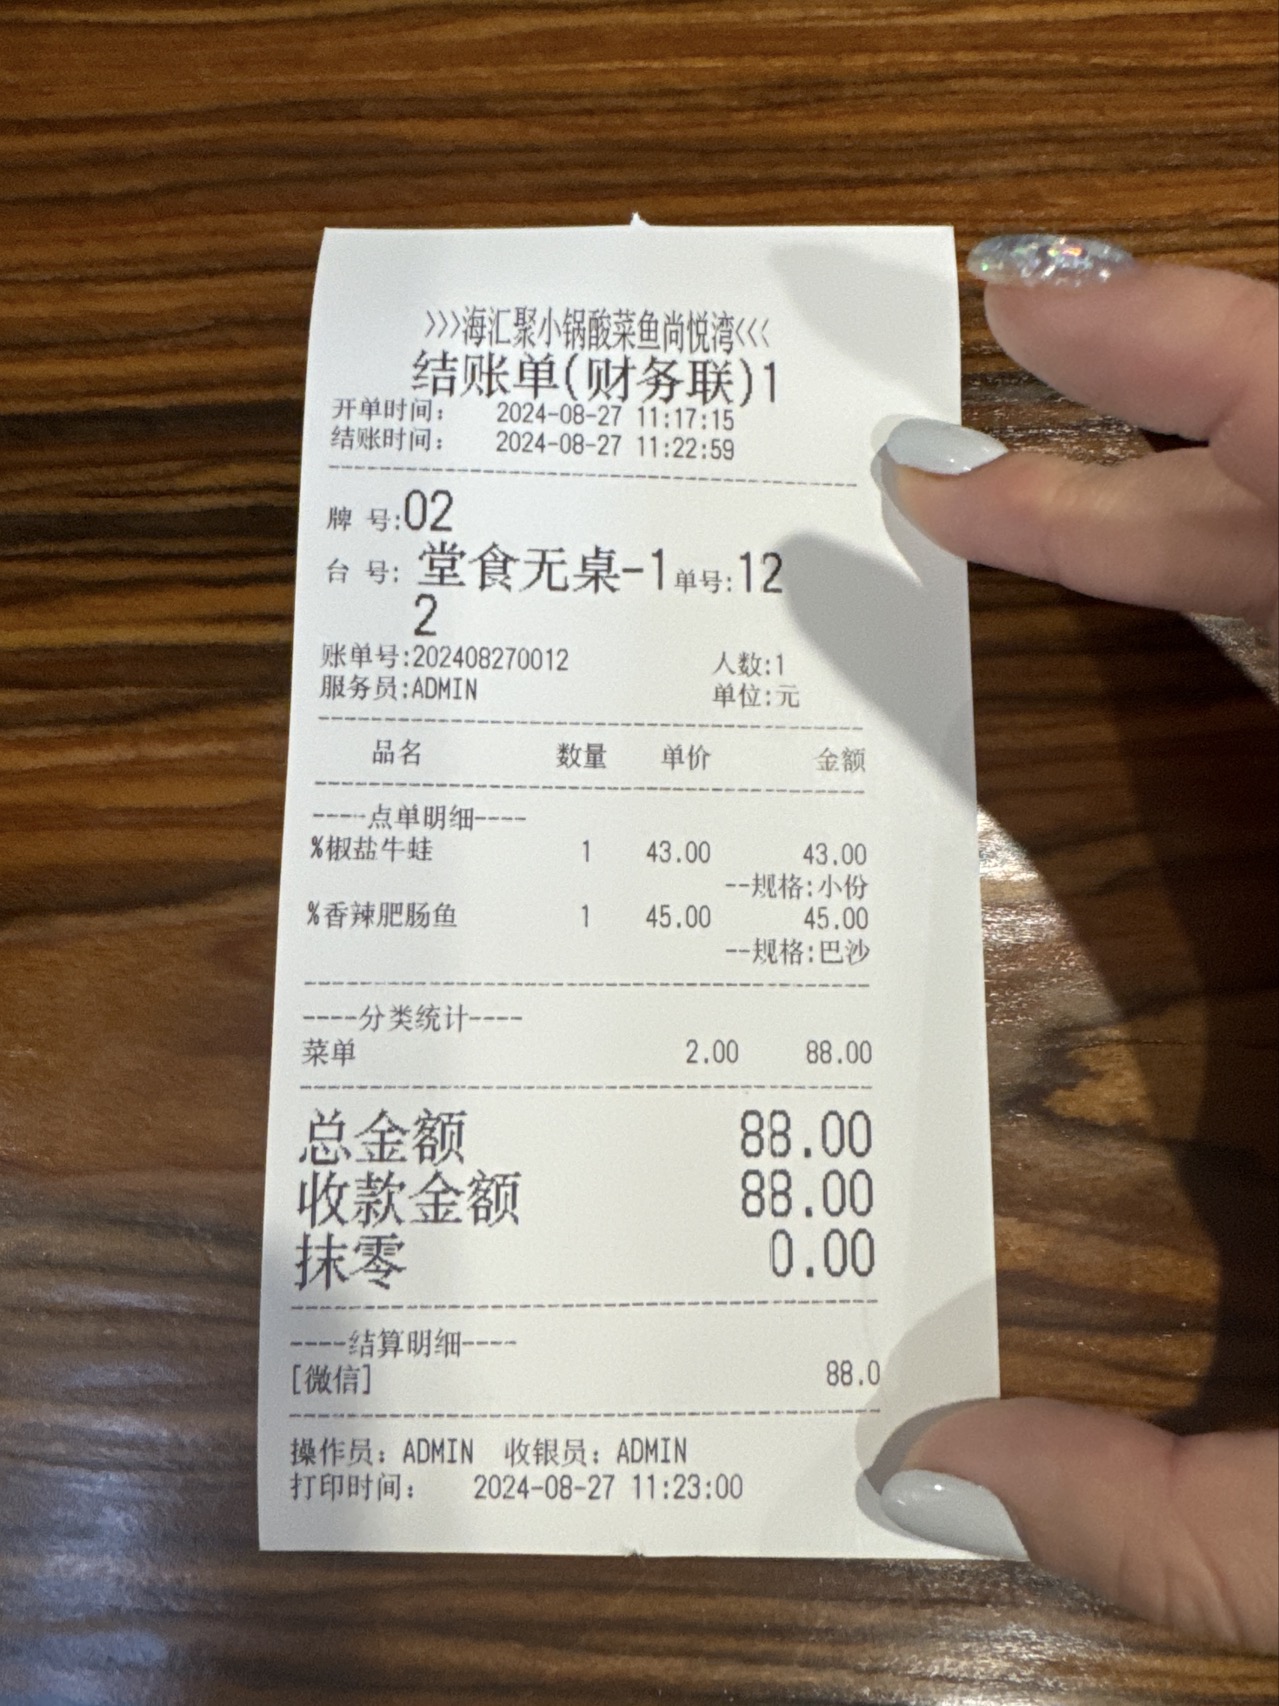 >>>海汇聚小锅酸菜鱼尚悦湾<<<
结账单(财务联)1
开单时间： 2024-08-27 11:17:15
结账时间： 2024-08-27 11:22:59
牌 号:02
台 号: 堂食无桌-1 单号:12
2
账单号:202408270012 人数:1
服务员:ADMIN 单位:元
品名 数量 单价 金额
----点单明细----
%椒盐牛蛙 1 43.00 43.00
--规格:小份
%香辣肥肠鱼 1 45.00 45.00
--规格:巴沙
----分类统计----
菜单 2.00 88.00
总金额 88.00
收款金额 88.00
抹零 0.00
----结算明细----
[微信] 88.0
操作员：ADMIN 收银员：ADMIN
打印时间： 2024-08-27 11:23:00